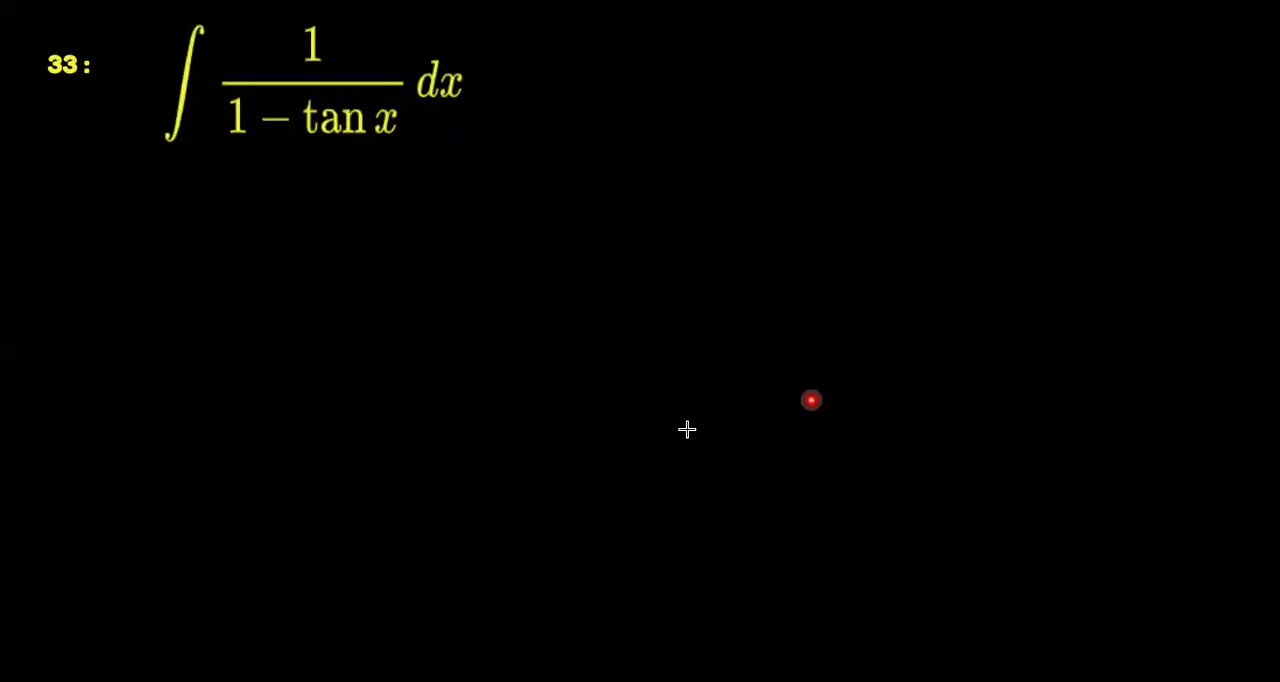 33: ∫ 1/(1 − tan x) dx